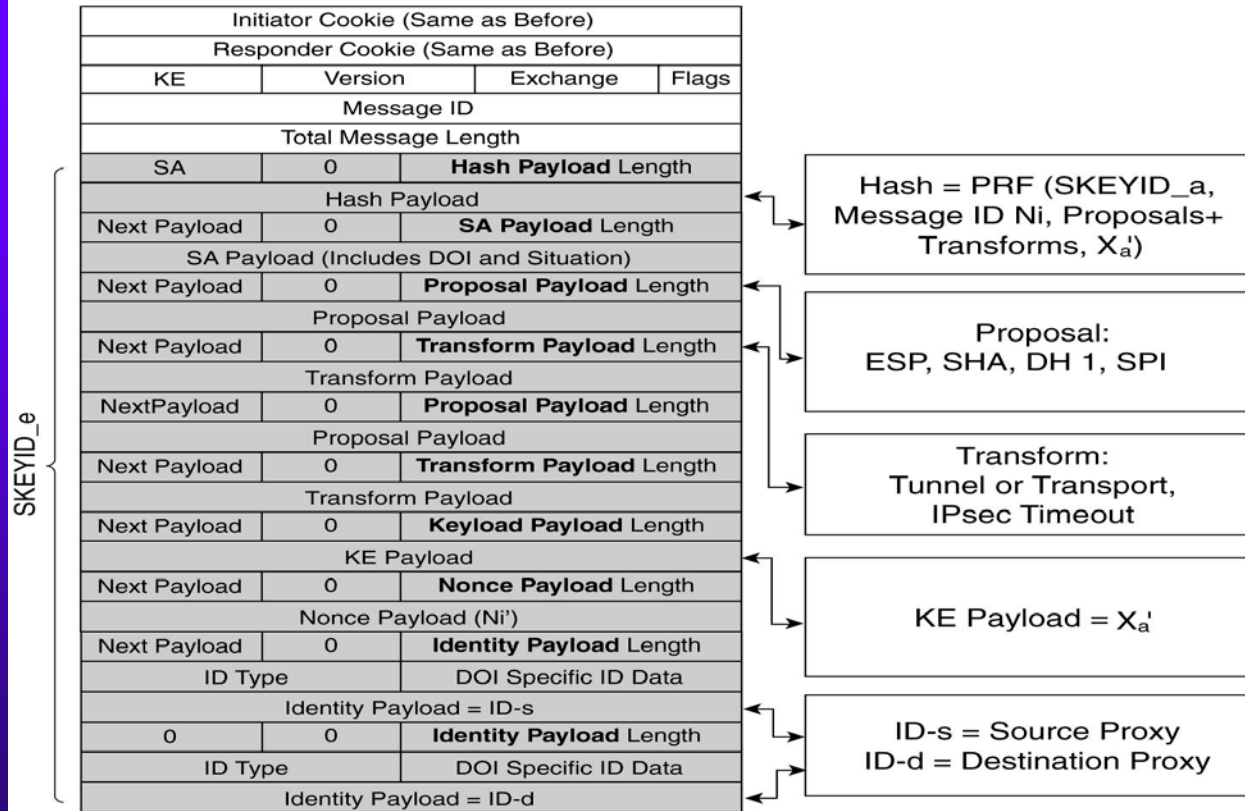 Initiator Cookie (Same as Before)
Responder Cookie (Same as Before)
KE Version Exchange Flags
Message ID
Total Message Length
SA 0 Hash Payload Length
Hash Payload
Next Payload 0 SA Payload Length
SA Payload (Includes DOI and Situation)
Next Payload 0 Proposal Payload Length
Proposal Payload
Next Payload 0 Transform Payload Length
Transform Payload
NextPayload 0 Proposal Payload Length
Proposal Payload
Next Payload 0 Transform Payload Length
Transform Payload
Next Payload 0 Keyload Payload Length
KE Payload
Next Payload 0 Nonce Payload Length
Nonce Payload (Ni')
Next Payload 0 Identity Payload Length
ID Type DOI Specific ID Data
Identity Payload = ID-s
0 0 Identity Payload Length
ID Type DOI Specific ID Data
Identity Payload = ID-d
SKEYID_e
Hash = PRF (SKEYID_a,
Message ID Ni, Proposals+
Transforms, Xa')
Proposal:
ESP, SHA, DH 1, SPI
Transform:
Tunnel or Transport,
IPsec Timeout
KE Payload = Xa'
ID-s = Source Proxy
ID-d = Destination Proxy